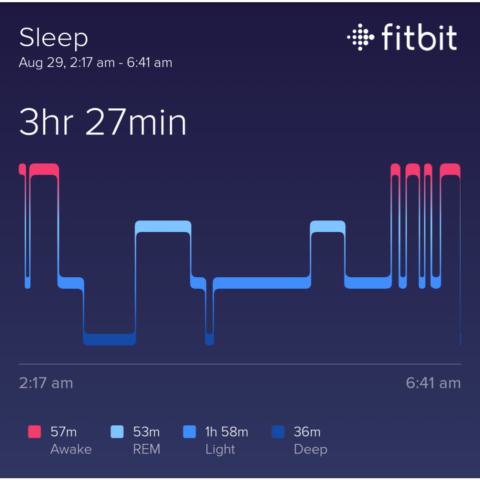 Sleep
fitbit
Aug 29, 2:17 am - 6:41 am
3hr 27min
2:17 am 6:41 am
57m 53m 1h 58m 36m
Awake REM Light Deep